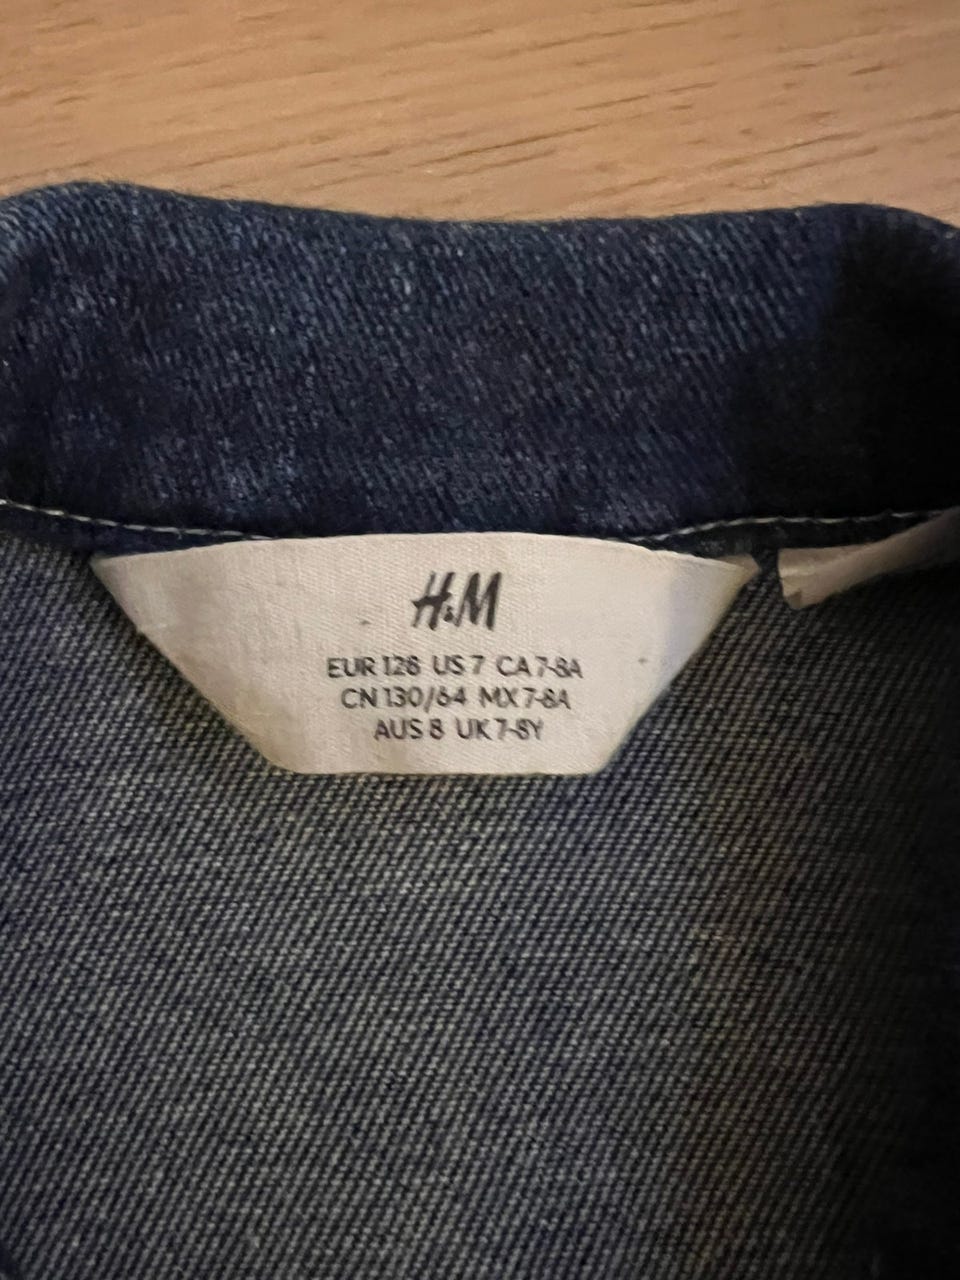 H&M
EUR 128 US 7 CA 7-8A
CN 130/64 MX 7-8A
AUS 8 UK 7-8Y